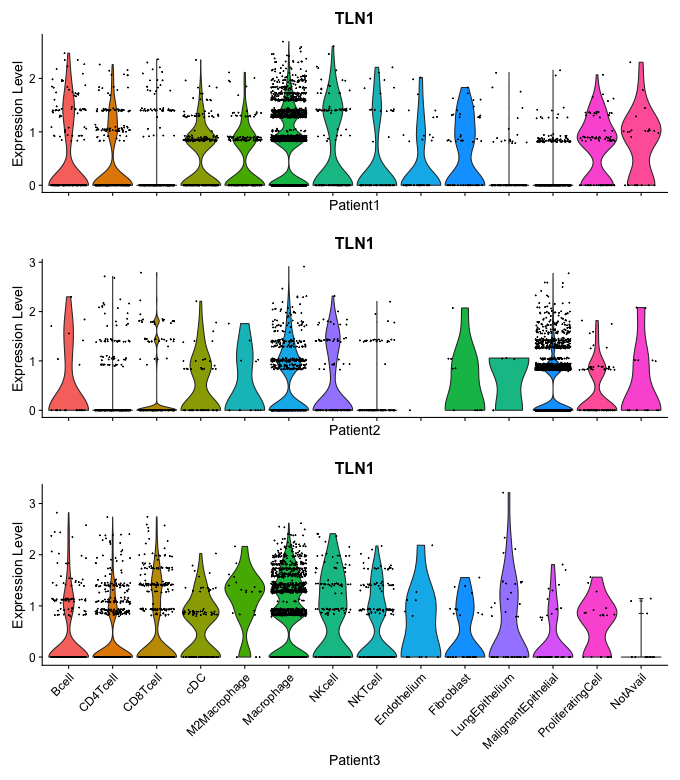 TLN1
Expression Level
2
1
0
Patient1
TLN1
Expression Level
3
2
1
0
Patient2
TLN1
Expression Level
3
2
1
0
Bcell
CD4Tcell
CD8Tcell
cDC
M2Macrophage
Macrophage
NKcell
NKTcell
Endothelium
Fibroblast
LungEpithelium
MalignantEpithelial
ProliferatingCell
NotAvail
Patient3